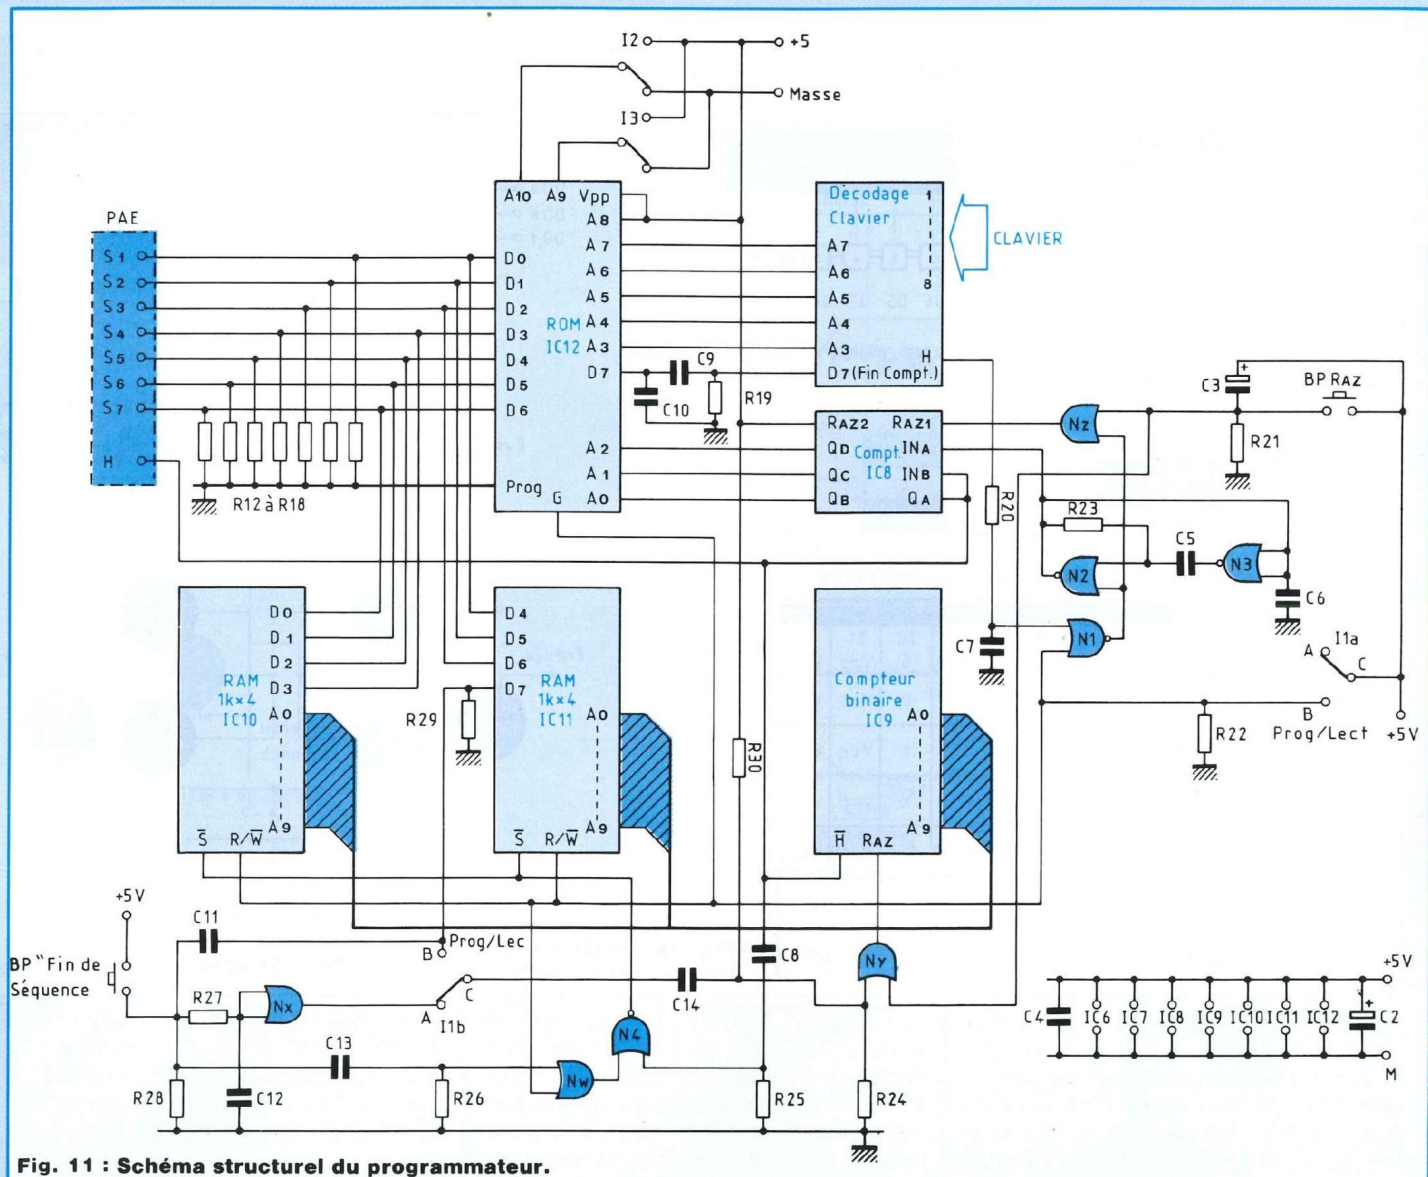 I2
+5
Masse
I3
A10 A9 Vpp
A8
A7
A6
A5
A4
A3
D7
A2
A1
A0
D0
D1
D2
D3
D4
D5
D6
Prog G
ROM
IC12
PAE
S1
S2
S3
S4
S5
S6
S7
H
R12 à R18
Décodage
Clavier
1
8
A7
A6
A5
A4
A3
H
D7 (Fin Compt.)
CLAVIER
C9
C10
R19
RAZ2 RAZ1
QD INA
QC INB
QB QA
Compt.
IC8
Nz
C3
+
BP RAZ
R21
R20
R23
C5
N2
N3
C6
C7
N1
I1a
A
C
B
Prog/Lect
+5V
R22
D0
D1
D2
D3
RAM
1k×4
IC10
A0
A9
S̅ R/W̅
D4
D5
D6
D7
RAM
1k×4
IC11
A0
A9
S̅ R/W̅
R29
R30
Compteur
binaire
IC9
A0
A9
H̅ RAZ
+5V
BP "Fin de
Séquence
C11
R27
Nx
B
Prog/Lec
C
A
I1b
C14
C8
Ny
C13
N4
Nw
R28
C12
R26
R25
R24
+5V
C4 IC6 IC7 IC8 IC9 IC10 IC11 IC12 + C2
M
Fig. 11 : Schéma structurel du programmateur.